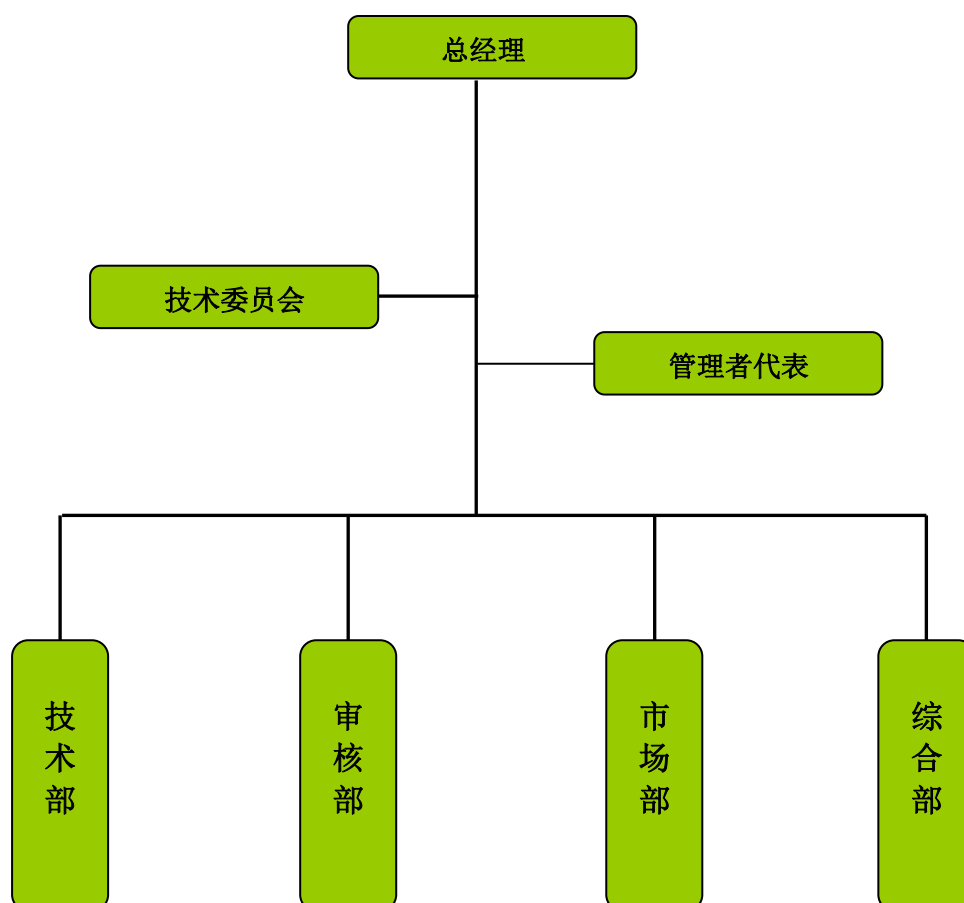 总经理
技术委员会
管理者代表
技术部
审核部
市场部
综合部